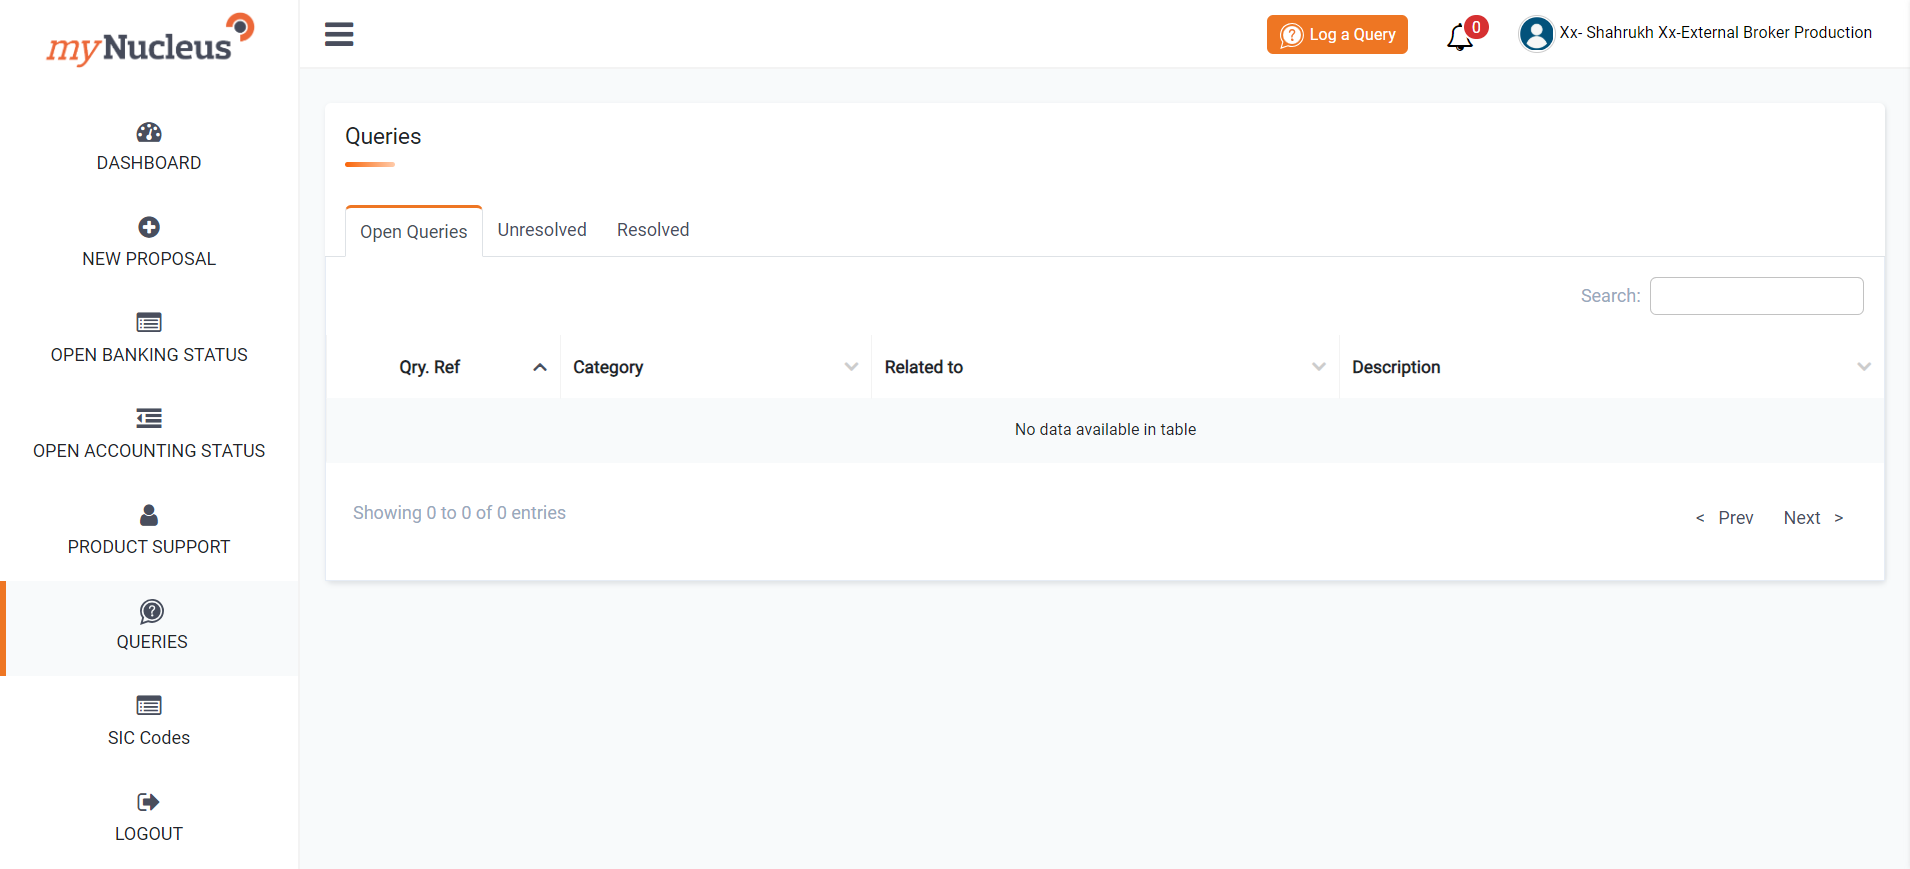 myNucleus
DASHBOARD
NEW PROPOSAL
OPEN BANKING STATUS
OPEN ACCOUNTING STATUS
PRODUCT SUPPORT
QUERIES
SIC Codes
LOGOUT
Log a Query
0
Xx- Shahrukh Xx-External Broker Production
Queries
Open Queries Unresolved Resolved
Search:
Qry. Ref Category Related to Description
No data available in table
Showing 0 to 0 of 0 entries
< Prev Next >